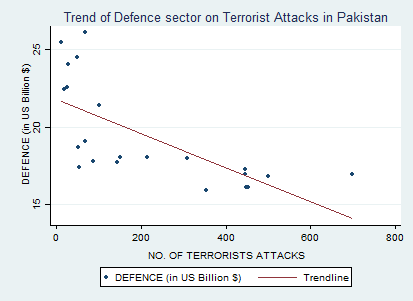 Trend of Defence sector on Terrorist Attacks in Pakistan
DEFENCE (in US Billion $)
25
20
15
0
200
400
600
800
NO. OF TERRORISTS ATTACKS
DEFENCE (in US Billion $)
Trendline